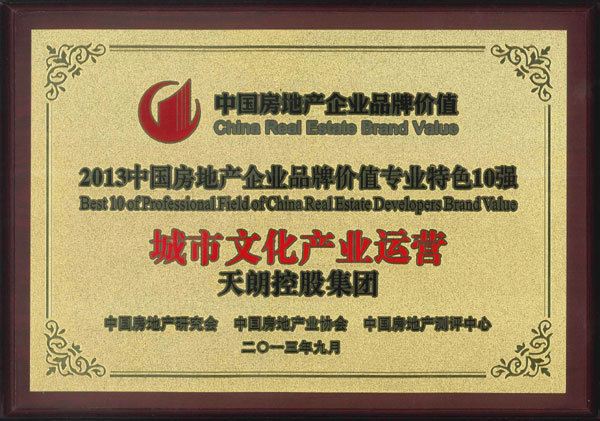 中国房地产企业品牌价值
China Real Estate Brand Value
2013中国房地产企业品牌价值专业特色10强
Best 10 of Professional Field of China Real Estate Developers Brand Value
城市文化产业运营
天朗控股集团
中国房地产研究会 中国房地产业协会 中国房地产测评中心
二〇一三年九月